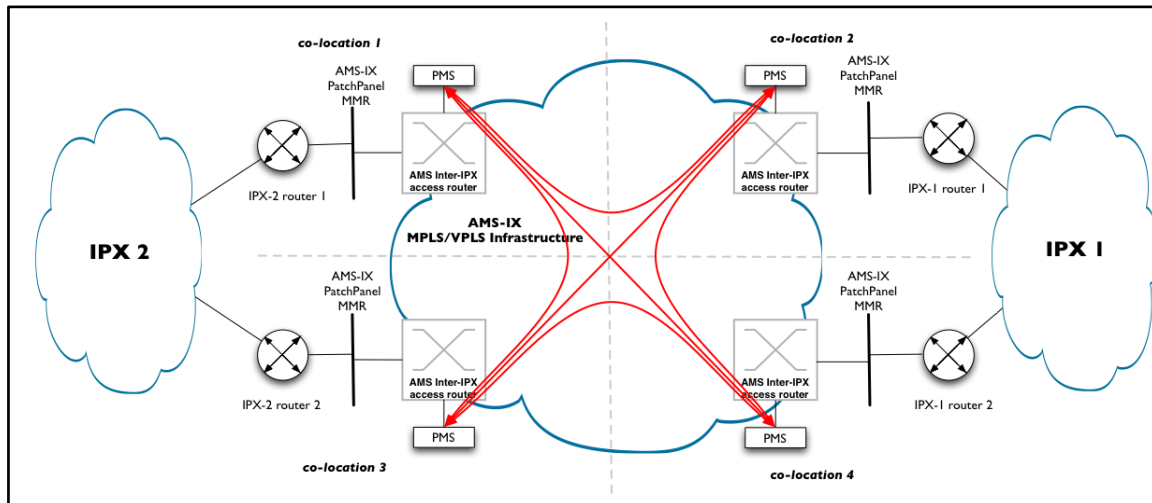 co-location 1
AMS-IX
PatchPanel
MMR
PMS
AMS Inter-IPX
access router
IPX-2 router 1
co-location 2
PMS
AMS-IX
PatchPanel
MMR
AMS Inter-IPX
access router
IPX-1 router 1
IPX 2
AMS-IX
MPLS/VPLS Infrastructure
IPX 1
AMS-IX
PatchPanel
MMR
AMS Inter-IPX
access router
IPX-2 router 2
PMS
co-location 3
AMS-IX
PatchPanel
MMR
AMS Inter-IPX
access router
IPX-1 router 2
PMS
co-location 4